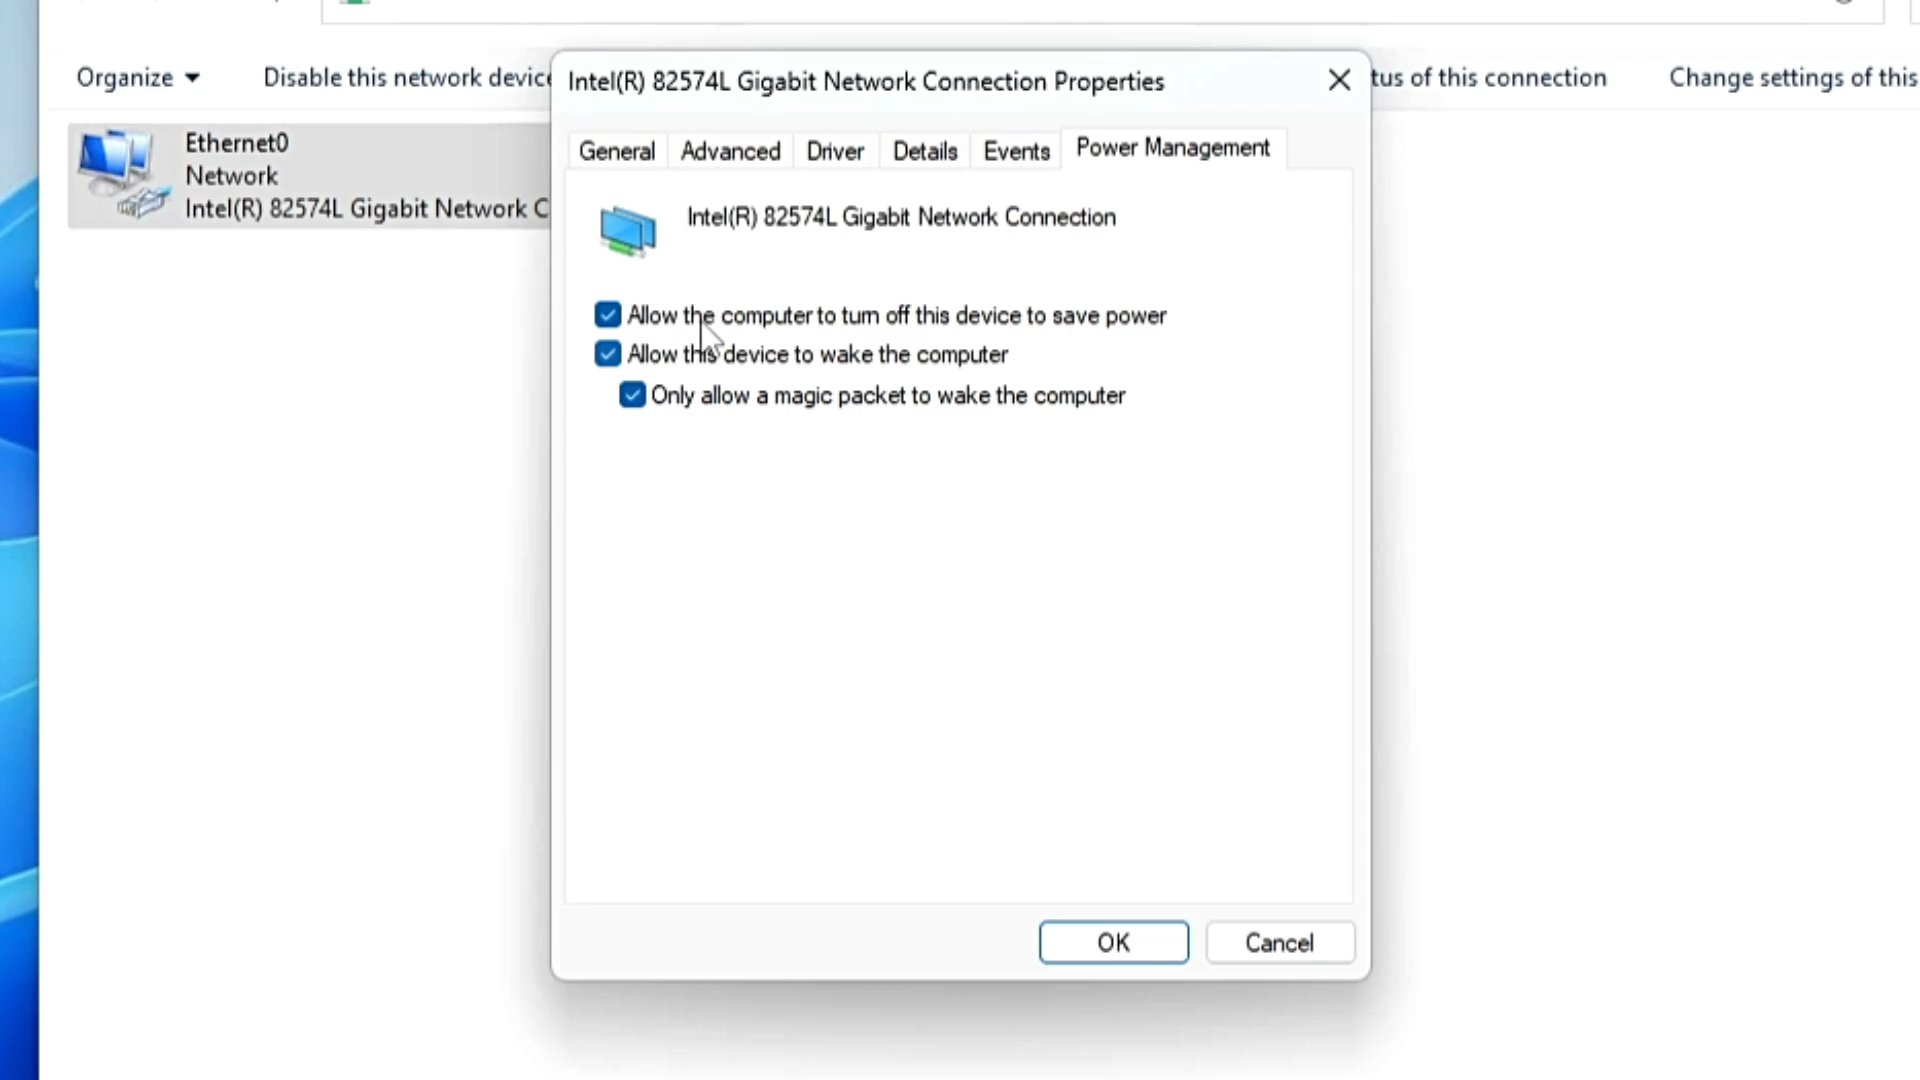 Organize
Disable this network device
tus of this connection
Change settings of this
Ethernet0
Network
Intel(R) 82574L Gigabit Network C
Intel(R) 82574L Gigabit Network Connection Properties
General
Advanced
Driver
Details
Events
Power Management
Intel(R) 82574L Gigabit Network Connection
Allow the computer to turn off this device to save power
Allow this device to wake the computer
Only allow a magic packet to wake the computer
OK
Cancel